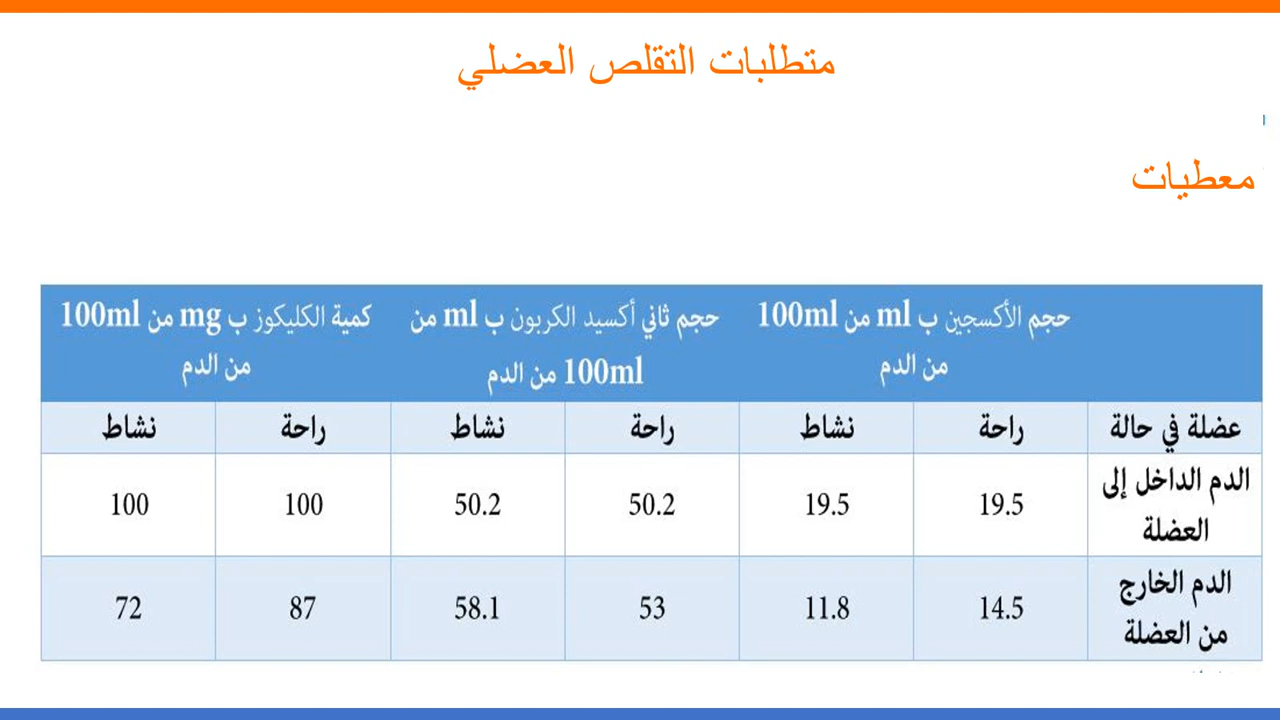 متطلبات التقلص العضلي
معطيات
حجم الأكسجين ب ml من 100ml
من الدم
حجم ثاني أكسيد الكربون ب ml من
100ml من الدم
كمية الكليكوز ب mg من 100ml
من الدم
عضلة في حالة
راحة
نشاط
راحة
نشاط
راحة
نشاط
الدم الداخل إلى
العضلة
19.5
19.5
50.2
50.2
100
100
الدم الخارج
من العضلة
14.5
11.8
53
58.1
87
72